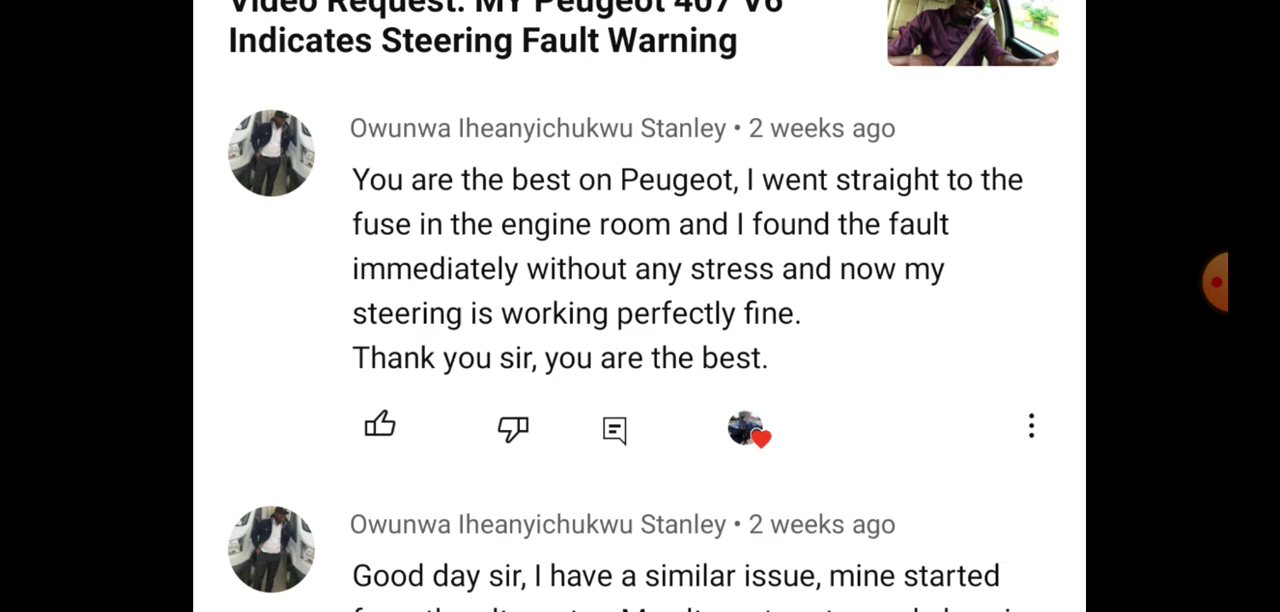 Video Request: MY Peugeot 407 V6
Indicates Steering Fault Warning
Owunwa Iheanyichukwu Stanley • 2 weeks ago
You are the best on Peugeot, I went straight to the
fuse in the engine room and I found the fault
immediately without any stress and now my
steering is working perfectly fine.
Thank you sir, you are the best.
Owunwa Iheanyichukwu Stanley • 2 weeks ago
Good day sir, I have a similar issue, mine started